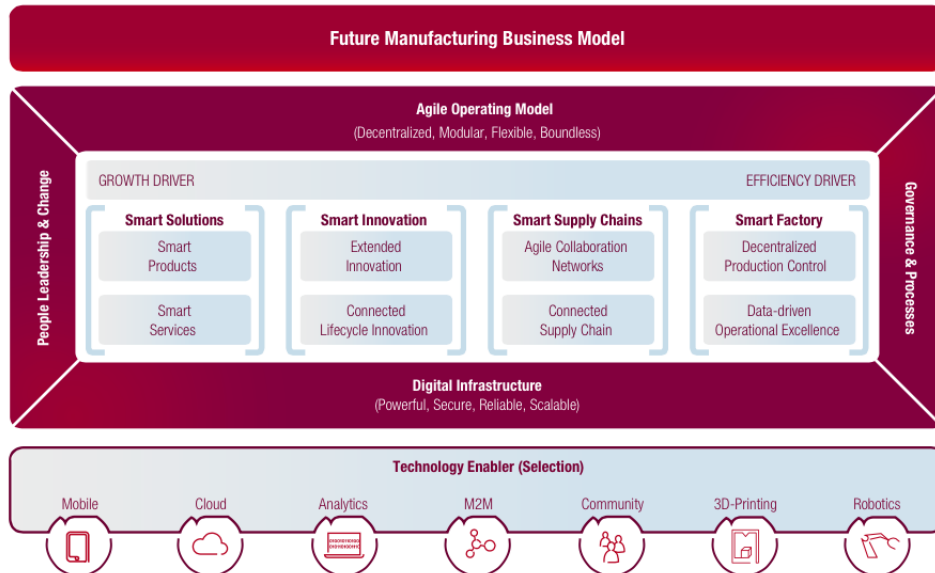 Future Manufacturing Business Model
Agile Operating Model
(Decentralized, Modular, Flexible, Boundless)
People Leadership & Change
GROWTH DRIVER
EFFICIENCY DRIVER
Smart Solutions
Smart
Products
Smart
Services
Smart Innovation
Extended
Innovation
Connected
Lifecycle Innovation
Smart Supply Chains
Agile Collaboration
Networks
Connected
Supply Chain
Smart Factory
Decentralized
Production Control
Data-driven
Operational Excellence
Governance & Processes
Digital Infrastructure
(Powerful, Secure, Reliable, Scalable)
Technology Enabler (Selection)
Mobile
Cloud
Analytics
M2M
Community
3D-Printing
Robotics